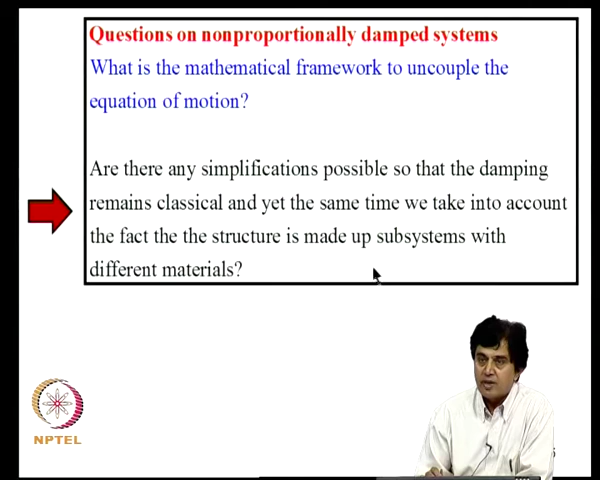 Questions on nonproportionally damped systems
What is the mathematical framework to uncouple the
equation of motion?
Are there any simplifications possible so that the damping
remains classical and yet the same time we take into account
the fact the the structure is made up subsystems with
different materials?
NPTEL